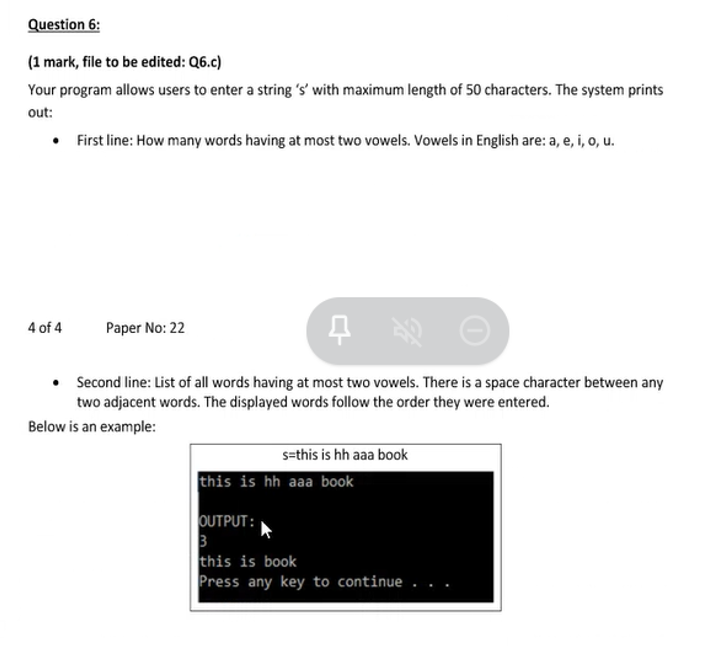 Question 6:
(1 mark, file to be edited: Q6.c)
Your program allows users to enter a string ‘s’ with maximum length of 50 characters. The system prints
out:
• First line: How many words having at most two vowels. Vowels in English are: a, e, i, o, u.
4 of 4 Paper No: 22
• Second line: List of all words having at most two vowels. There is a space character between any
two adjacent words. The displayed words follow the order they were entered.
Below is an example:
s=this is hh aaa book
this is hh aaa book
OUTPUT:
3
this is book
Press any key to continue . . .